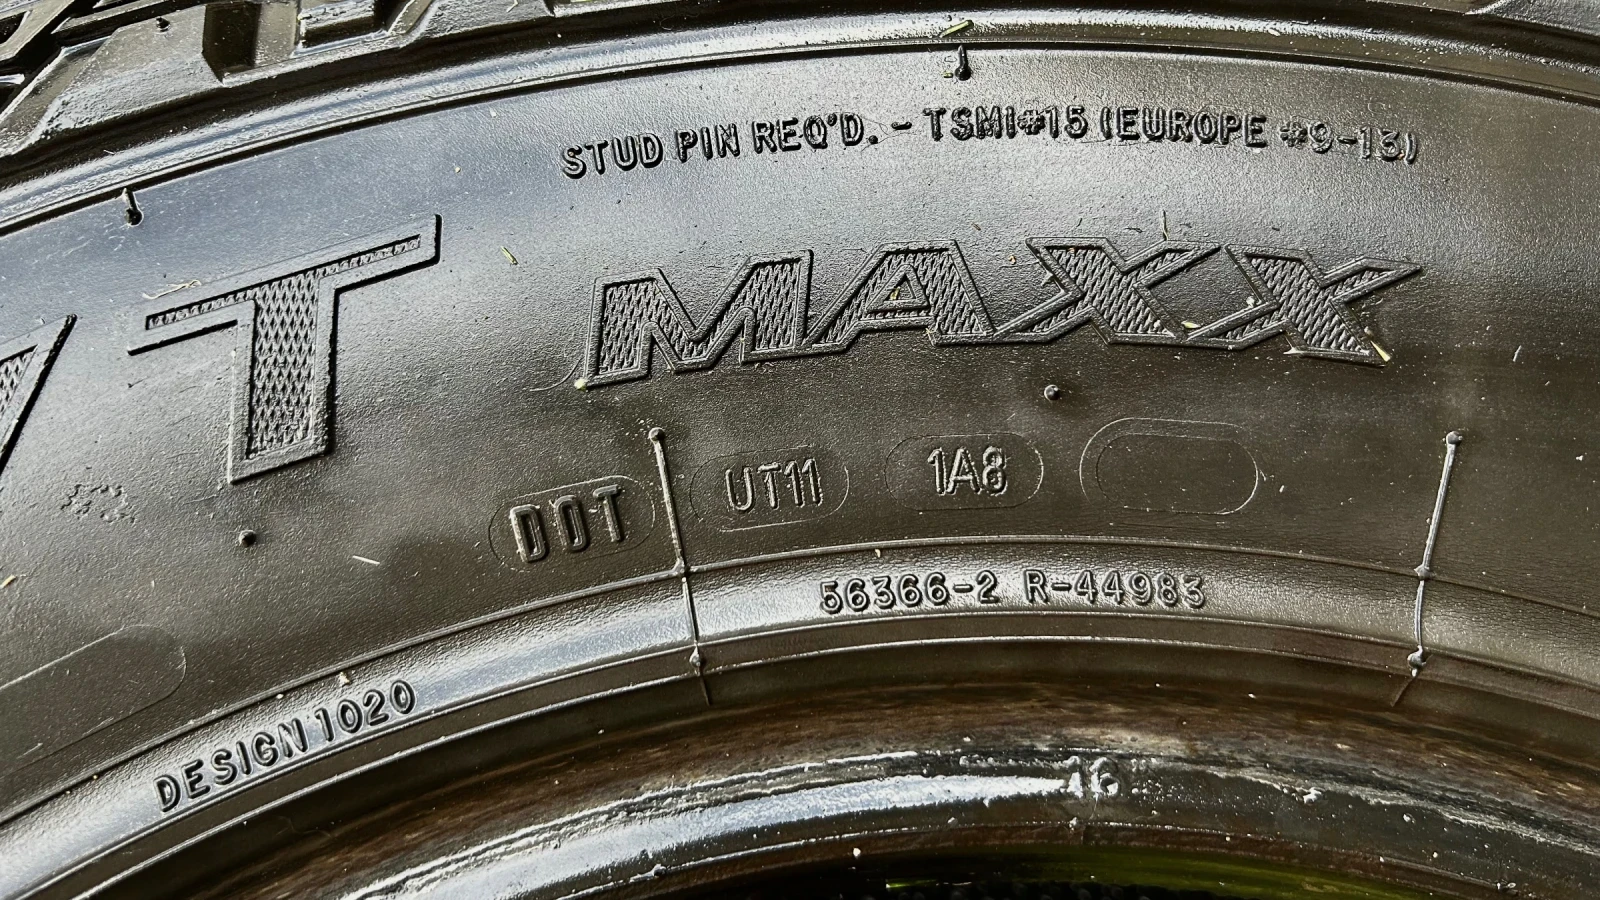 STUD PIN REQ'D. - TSMI#15 (EUROPE #9-13)
T MAXX
DOT UT11 1A8
56366-2 R-44983
DESIGN 1020
16